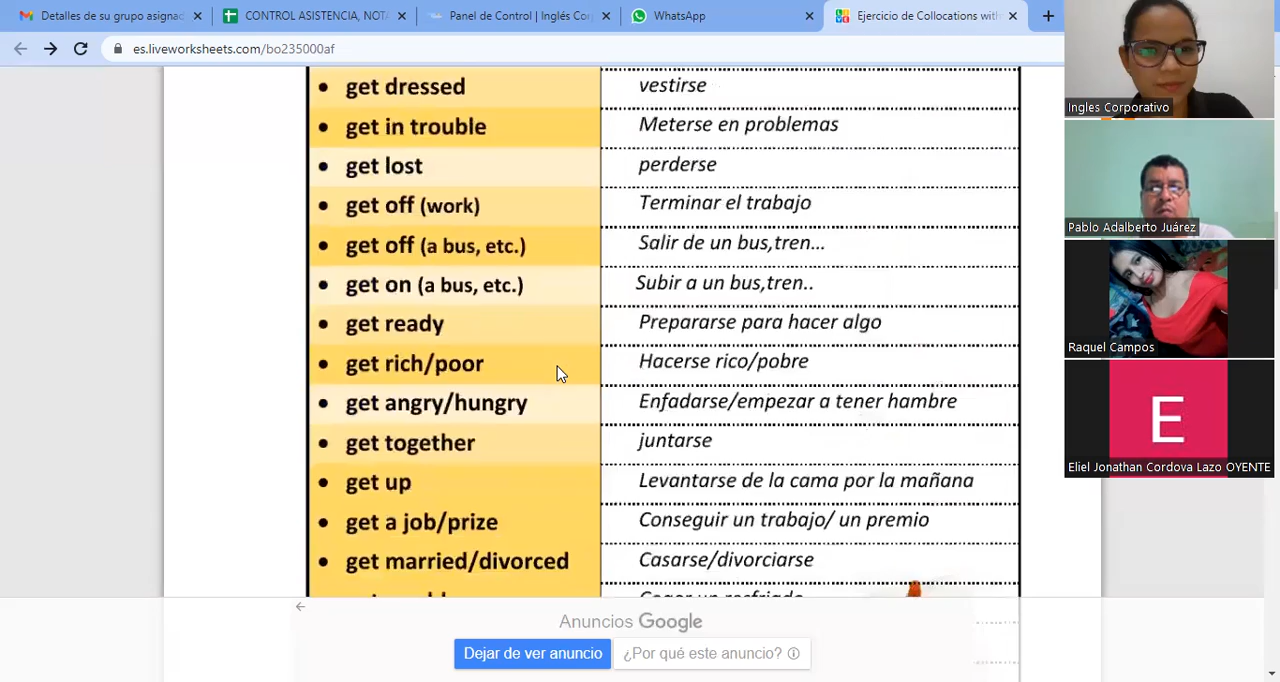 Detalles de su grupo asignad
CONTROL ASISTENCIA, NOTA
Panel de Control | Inglés Cor
WhatsApp
Ejercicio de Collocations with
es.liveworksheets.com/bo235000af
get dressed vestirse
get in trouble Meterse en problemas
get lost perderse
get off (work) Terminar el trabajo
get off (a bus, etc.) Salir de un bus,tren...
get on (a bus, etc.) Subir a un bus,tren..
get ready Prepararse para hacer algo
get rich/poor Hacerse rico/pobre
get angry/hungry Enfadarse/empezar a tener hambre
get together juntarse
get up Levantarse de la cama por la mañana
get a job/prize Conseguir un trabajo/ un premio
get married/divorced Casarse/divorciarse
Coger un resfriado
Anuncios Google
Dejar de ver anuncio
¿Por qué este anuncio?
Ingles Corporativo
Pablo Adalberto Juárez
Raquel Campos
E
Eliel Jonathan Cordova Lazo OYENTE